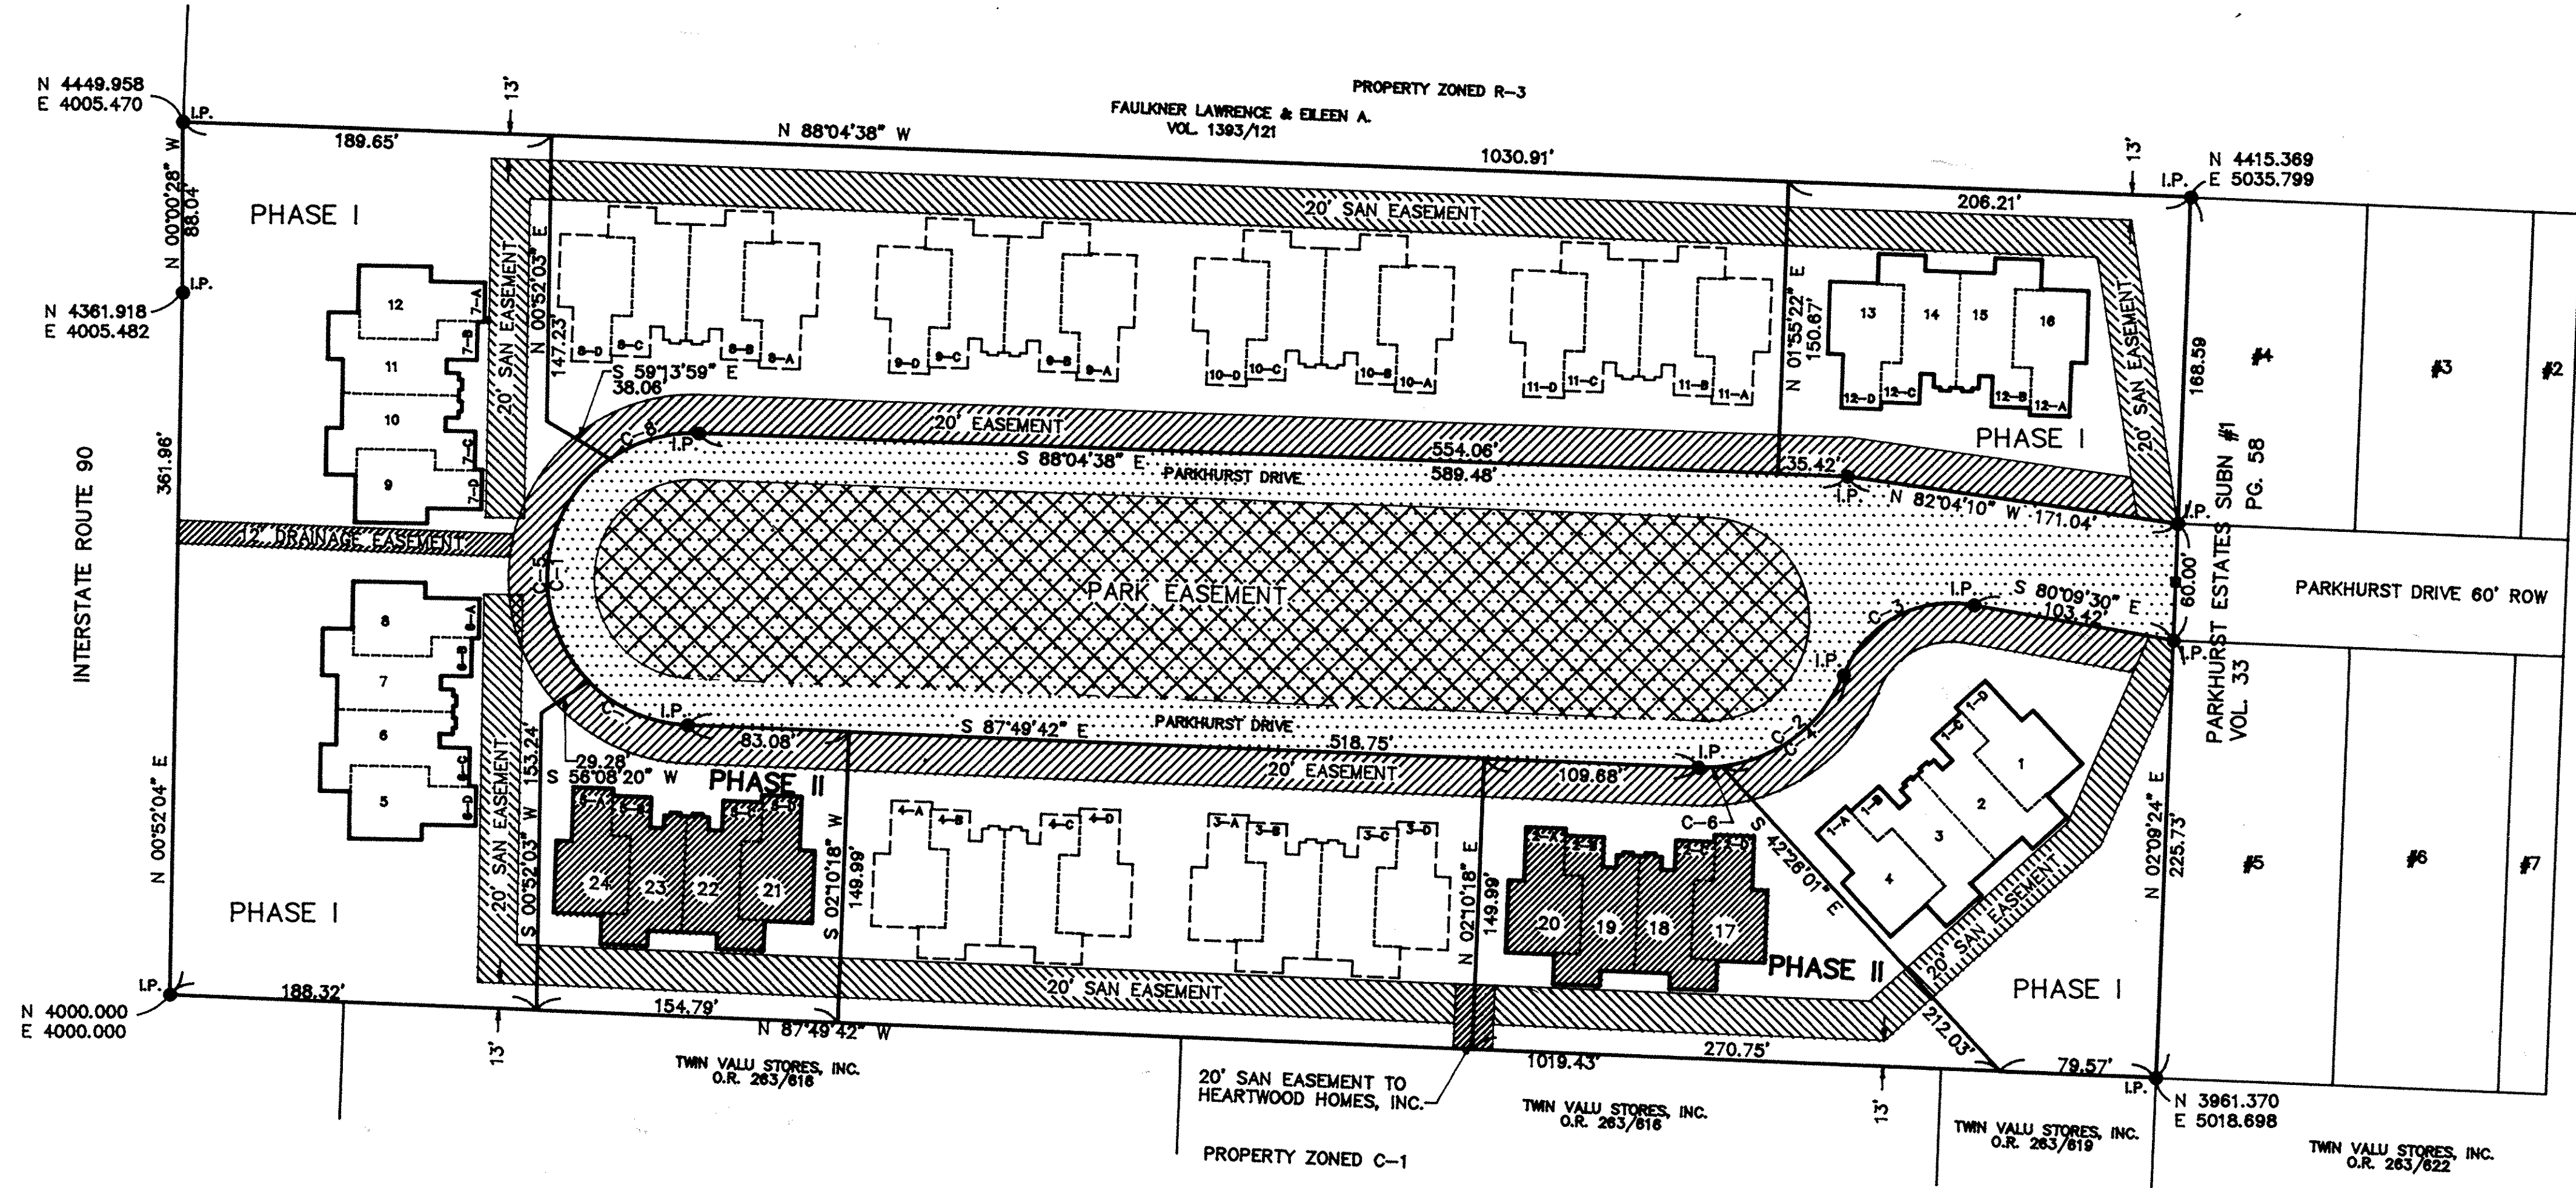 PROPERTY ZONED R-3
FAULKNER LAWRENCE & EILEEN A.
VOL. 1393/121
N 4449.958
E 4005.470
I.P.
13'
189.65'
N 88°04'38" W
1030.91'
13'
N 4415.369
E 5035.799
I.P.
206.21'
N 00°00'28" W
88.04'
PHASE I
20' SAN EASEMENT
N 4361.918
E 4005.482
I.P.
12
11
10
9
7-A
7-B
7-C
7-D
20' SAN EASEMENT
N 00°52'03" E
147.23'
8-D
8-C
8-B
8-A
9-D
9-C
9-B
9-A
10-D
10-C
10-B
10-A
11-D
11-C
11-B
11-A
N 01°55'22" E
150.67'
13
14
15
16
12-D
12-C
12-B
12-A
20' SAN EASEMENT
168.59
#4
#3
#2
S 59°13'59" E
38.06'
C-8
I.P.
20' EASEMENT
PHASE I
S 88°04'38" E
554.06'
PARKHURST DRIVE
589.48'
35.42'
I.P.
N 82°04'10" W
171.04'
I.P.
PARKHURST ESTATES SUBN #1
VOL. 33
PG. 58
INTERSTATE ROUTE 90
361.96'
N 00°52'04" E
12' DRAINAGE EASEMENT
C-5
C-1
PARK EASEMENT
60.00'
PARKHURST DRIVE 60' ROW
I.P.
S 80°09'30" E
103.42'
I.P.
C-3
I.P.
8
7
6
5
6-A
6-B
6-C
6-D
20' SAN EASEMENT
I.P.
83.08'
S 87°49'42" E
PARKHURST DRIVE
518.75'
20' EASEMENT
109.68'
I.P.
C-2
C-4
C-6
29.28'
S 56°08'20" W
PHASE II
S 00°52'03" W
153.24'
24
23
22
21
S 02°10'18" W
149.99'
4-A
4-B
4-C
4-D
3-A
3-B
3-C
3-D
N 02°10'18" E
149.99'
20
19
18
17
PHASE II
S 42°26'01" E
212.03'
1-A
1-B
1-C
1-D
1
2
3
4
20' SAN EASEMENT
N 02°09'24" E
225.73'
#5
#6
#7
PHASE I
PHASE I
I.P.
N 4000.000
E 4000.000
188.32'
154.79'
N 87°49'42" W
20' SAN EASEMENT
13'
TWIN VALU STORES, INC.
O.R. 263/616
20' SAN EASEMENT TO
HEARTWOOD HOMES, INC.
1019.43'
270.75'
79.57'
13'
I.P.
N 3961.370
E 5018.698
TWIN VALU STORES, INC.
O.R. 263/616
TWIN VALU STORES, INC.
O.R. 263/619
TWIN VALU STORES, INC.
O.R. 263/622
PROPERTY ZONED C-1